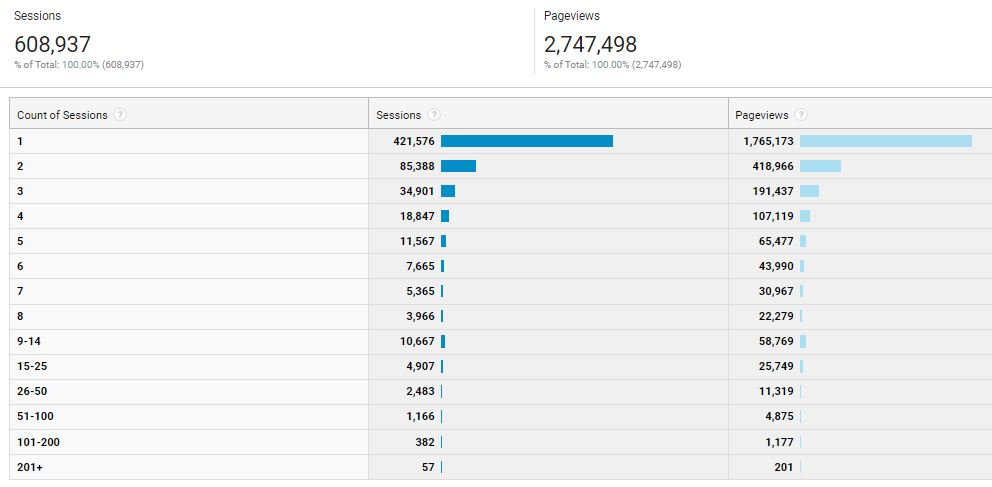 Sessions Pageviews
608,937 2,747,498
% of Total: 100.00% (608,937) % of Total: 100.00% (2,747,498)
Count of Sessions ? Sessions ? Pageviews ?
1 421,576 1,765,173
2 85,388 418,966
3 34,901 191,437
4 18,847 107,119
5 11,567 65,477
6 7,665 43,990
7 5,365 30,967
8 3,966 22,279
9-14 10,667 58,769
15-25 4,907 25,749
26-50 2,483 11,319
51-100 1,166 4,875
101-200 382 1,177
201+ 57 201